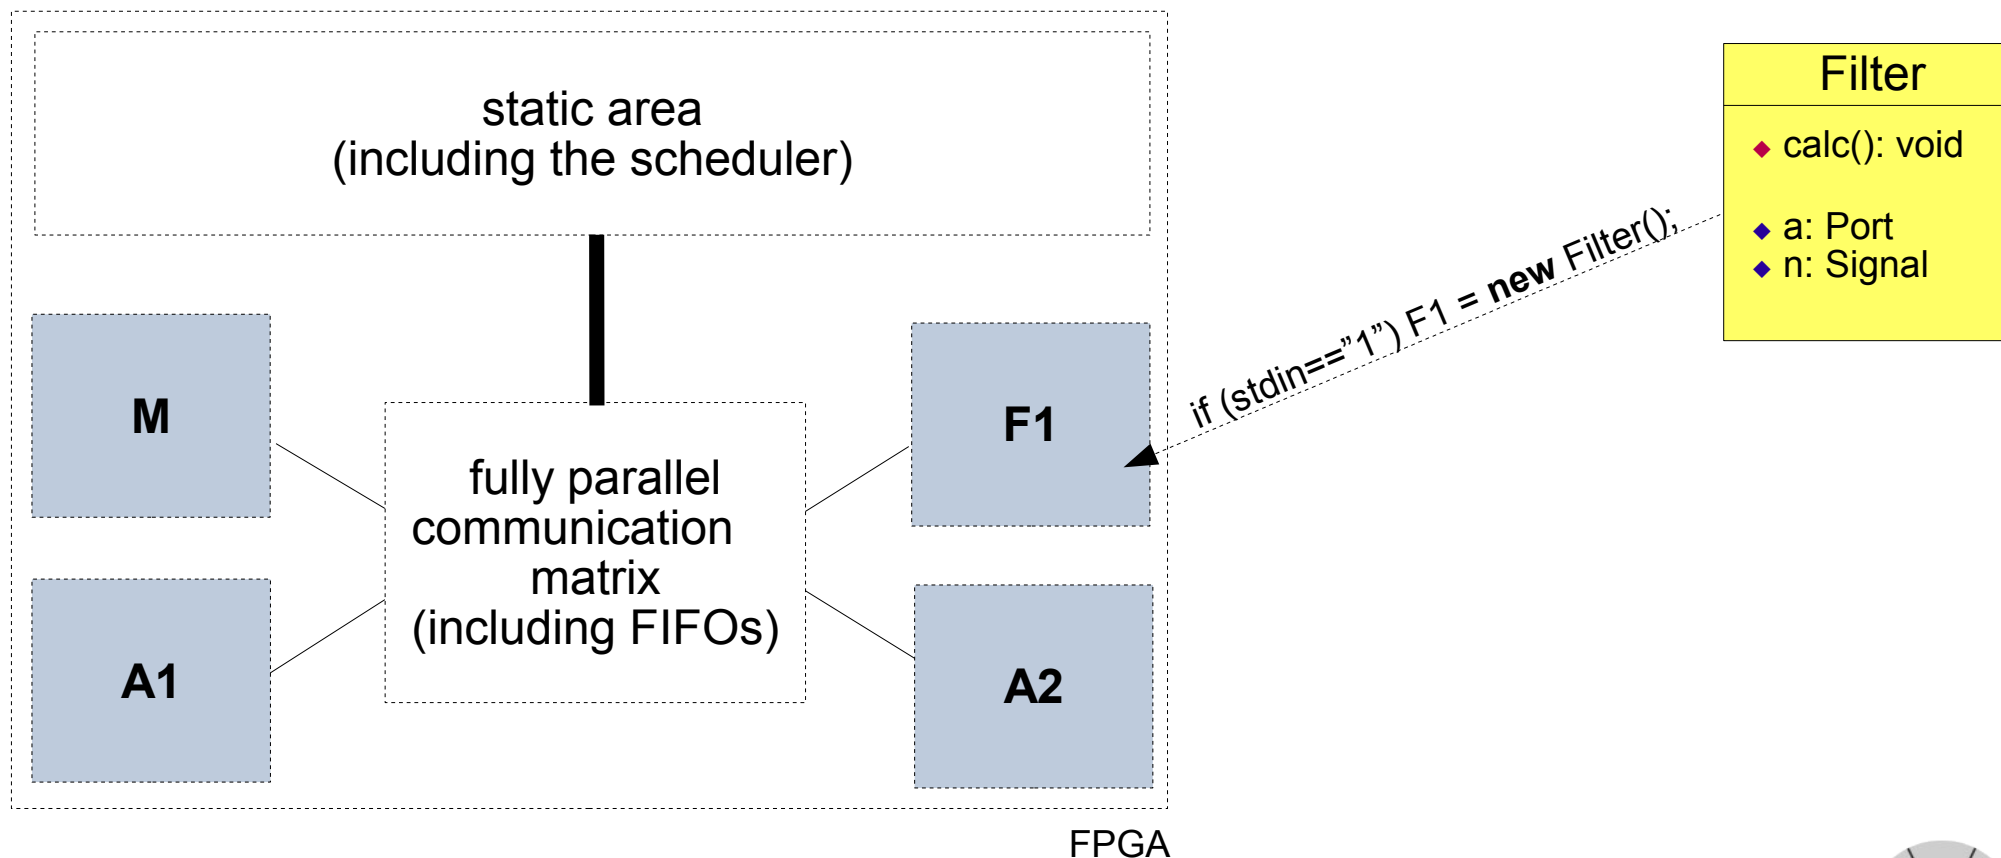 static area
(including the scheduler)
Filter
calc(): void
a: Port
n: Signal
if (stdin==”1”) F1 = new Filter();
M
F1
fully parallel
communication
matrix
(including FIFOs)
A1
A2
FPGA